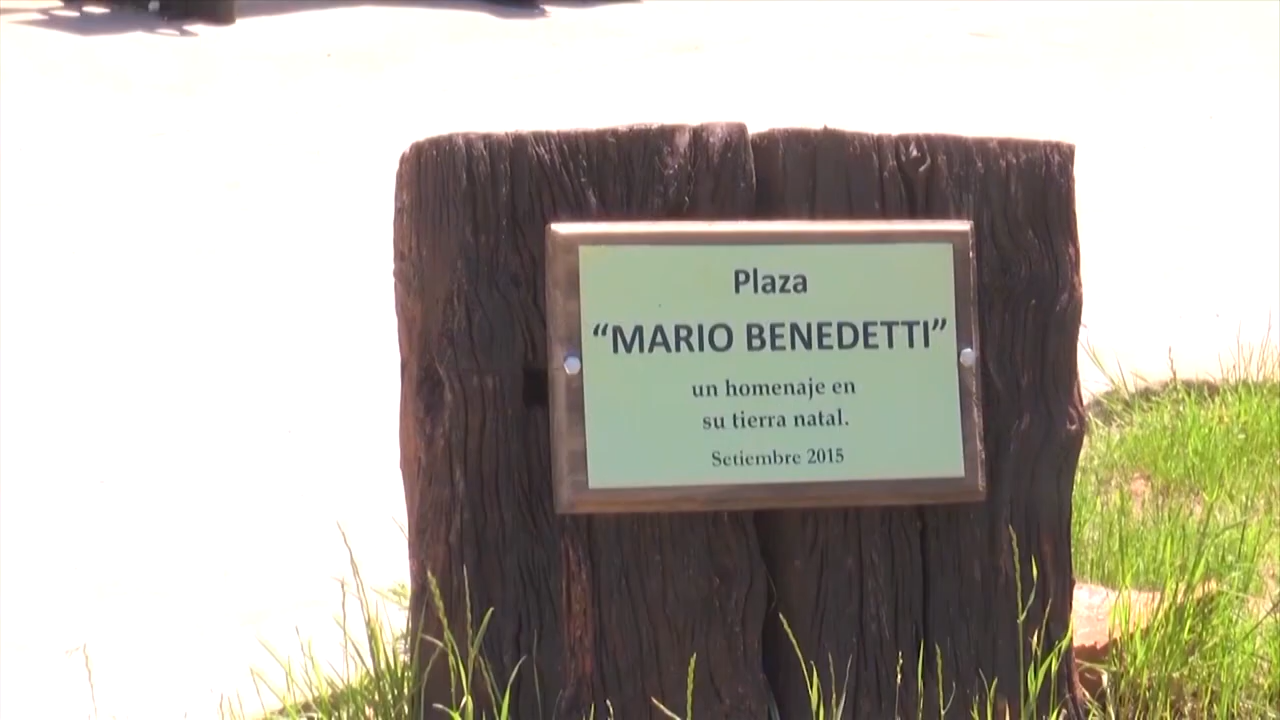 Plaza
“MARIO BENEDETTI”
un homenaje en
su tierra natal.
Setiembre 2015